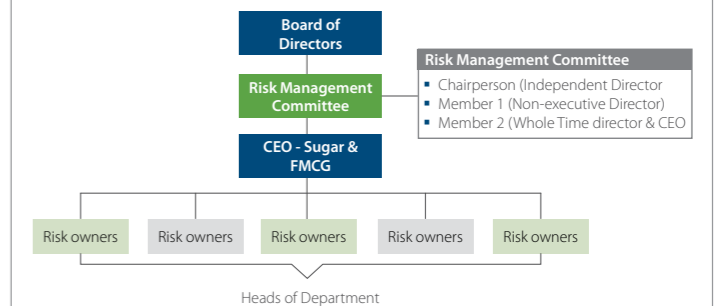 Board of
Directors
Risk Management
Committee
Risk Management Committee
Chairperson (Independent Director
Member 1 (Non-executive Director)
Member 2 (Whole Time director & CEO
CEO - Sugar &
FMCG
Risk owners
Risk owners
Risk owners
Risk owners
Risk owners
Heads of Department